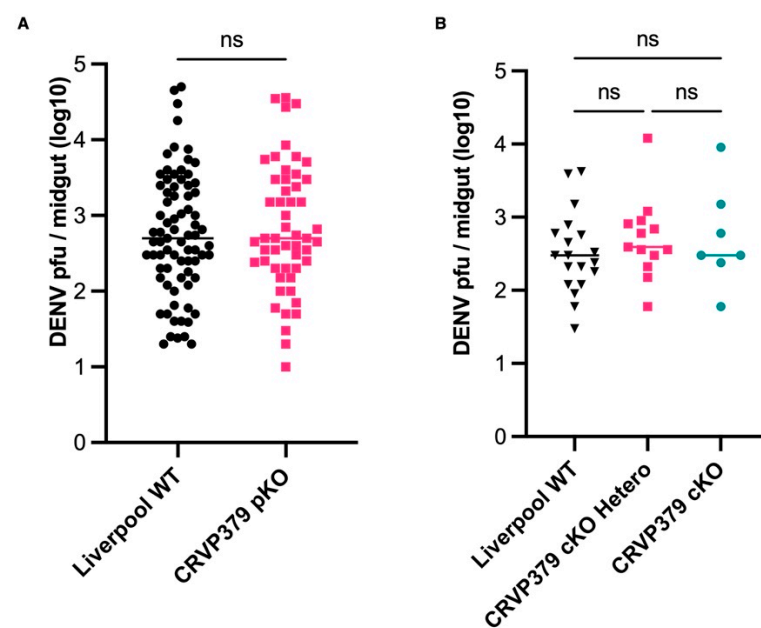 A
ns
DENV pfu / midgut (log10)
5
4
3
2
1
0
Liverpool WT
CRVP379 pKO
B
ns
ns
ns
DENV pfu / midgut (log10)
5
4
3
2
1
0
Liverpool WT
CRVP379 cKO Hetero
CRVP379 cKO